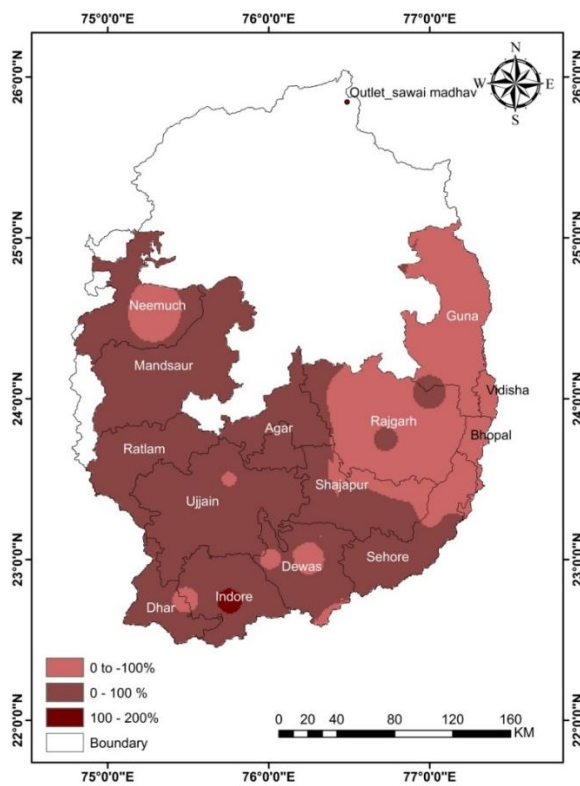 75°0'0"E 76°0'0"E 77°0'0"E
N
W E
S
Outlet_sawai madhav
26°0'0"N 26°0'0"N
25°0'0"N 25°0'0"N
Neemuch
Guna
Mandsaur
24°0'0"N 24°0'0"N
Vidisha
Rajgarh
Agar
Bhopal
Ratlam
Shajapur
Ujjain
23°0'0"N 23°0'0"N
Sehore
Dewas
Indore
Dhar
0 to -100%
0 - 100 %
100 - 200%
Boundary
22°0'0"N 22°0'0"N
0 10 20 30 40 80 120 160
KM
75°0'0"E 76°0'0"E 77°0'0"E